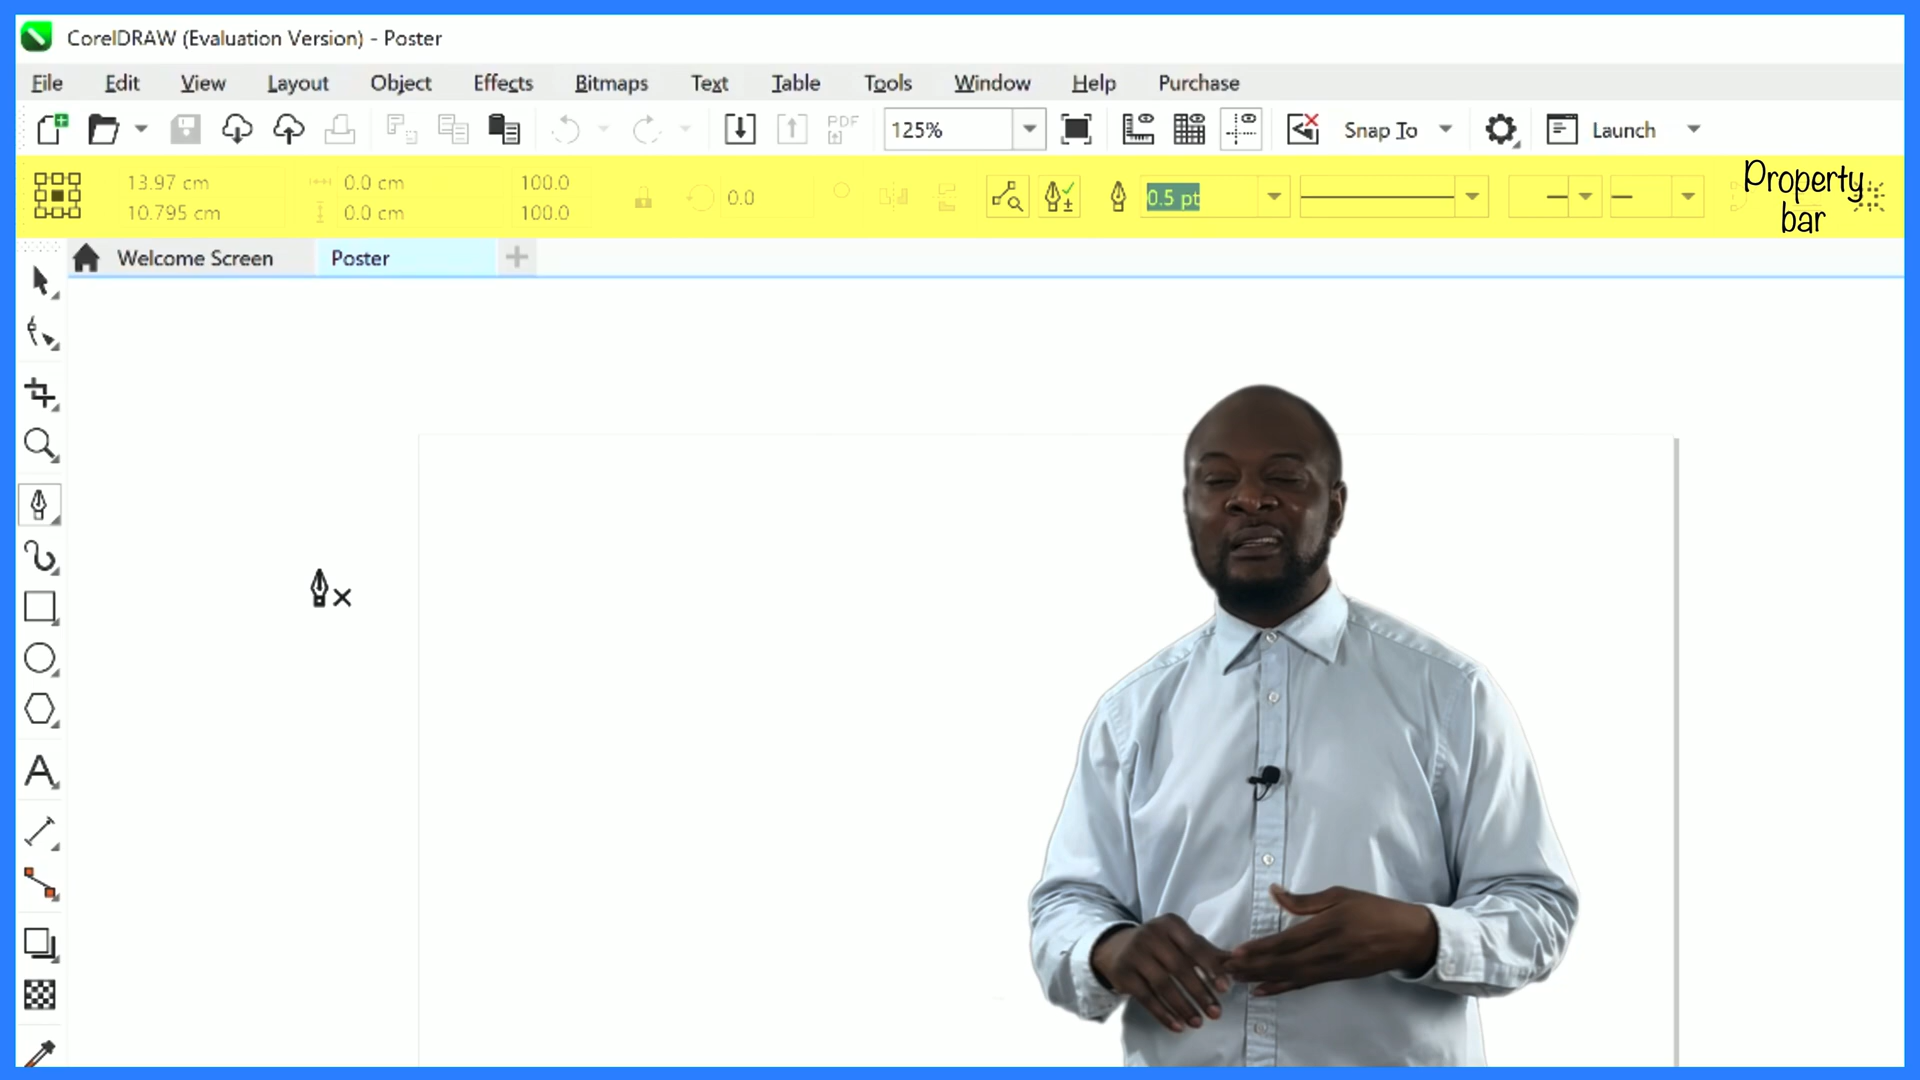 CorelDRAW (Evaluation Version) - Poster
File Edit View Layout Object Effects Bitmaps Text Table Tools Window Help Purchase
PDF 125% Snap To Launch
13.97 cm 0.0 cm 100.0
10.795 cm 0.0 cm 100.0
0.0 0.5 pt
Property
bar
Welcome Screen Poster